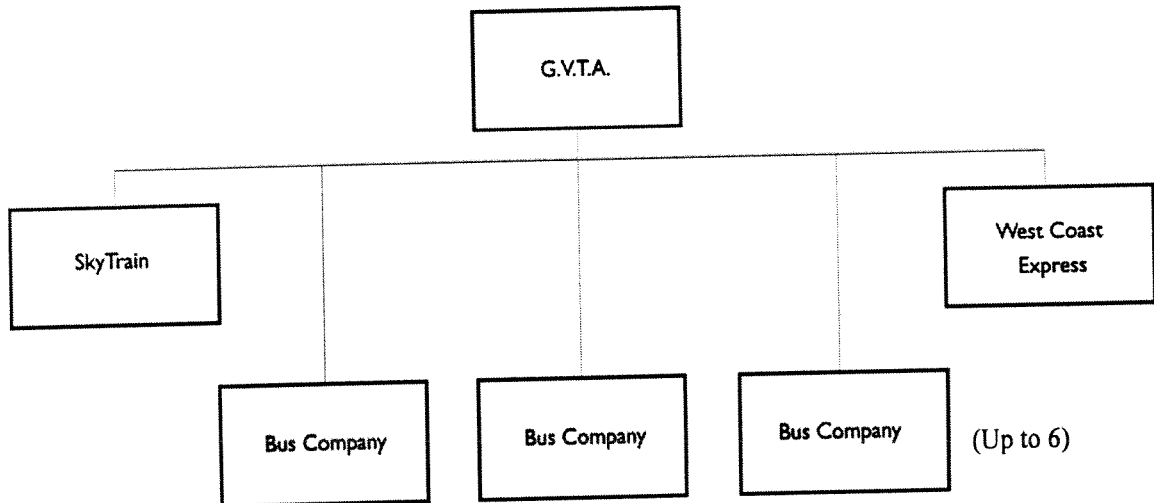 G.V.T.A.
SkyTrain
West Coast
Express
Bus Company
Bus Company
Bus Company
(Up to 6)